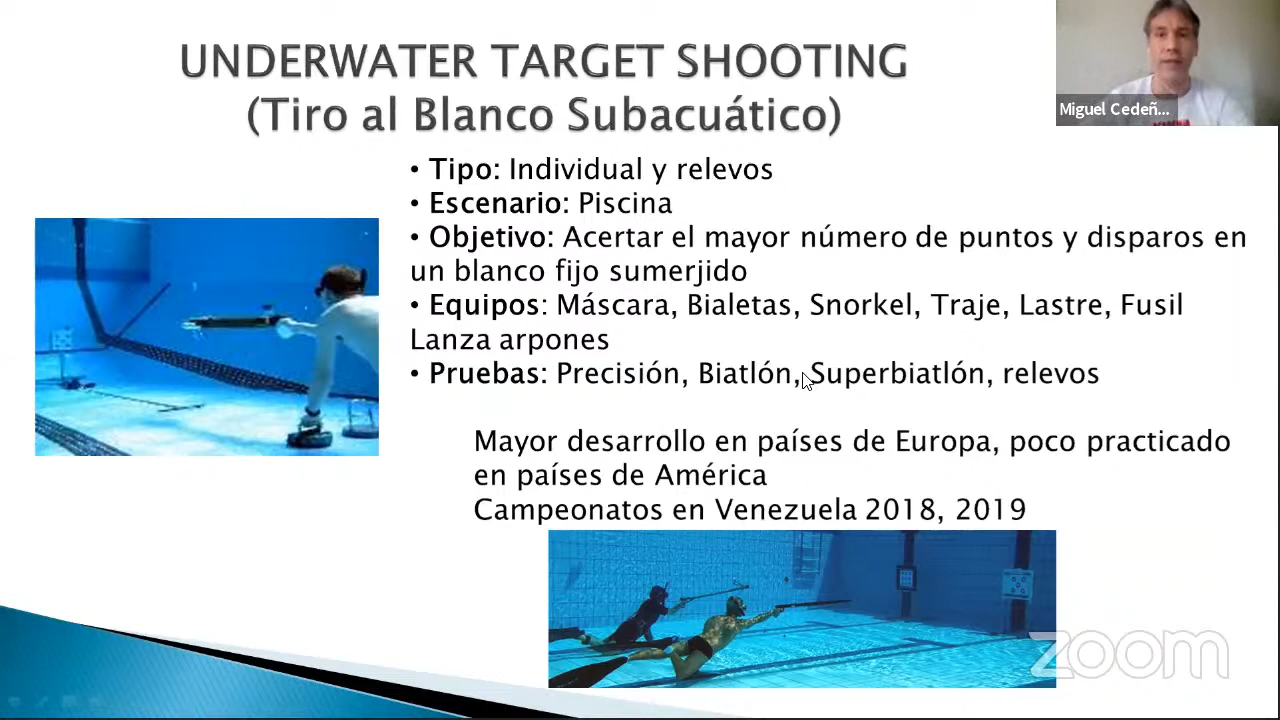 UNDERWATER TARGET SHOOTING
(Tiro al Blanco Subacuático)
Miguel Cedeñ...
• Tipo: Individual y relevos
• Escenario: Piscina
• Objetivo: Acertar el mayor número de puntos y disparos en
un blanco fijo sumerjido
• Equipos: Máscara, Bialetas, Snorkel, Traje, Lastre, Fusil
Lanza arpones
• Pruebas: Precisión, Biatlón, Superbiatlón, relevos
Mayor desarrollo en países de Europa, poco practicado
en países de América
Campeonatos en Venezuela 2018, 2019
zoom